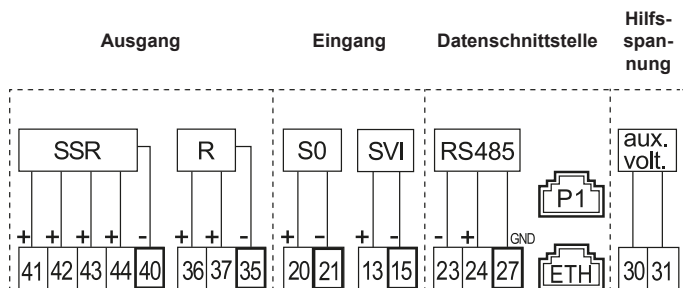 Ausgang Eingang Datenschnittstelle Hilfs-
span-
nung
SSR R S0 SVI RS485 aux.
volt.
P1
+ + + + - + + - + - + - - + GND
41 42 43 44 40 36 37 35 20 21 13 15 23 24 27 ETH 30 31